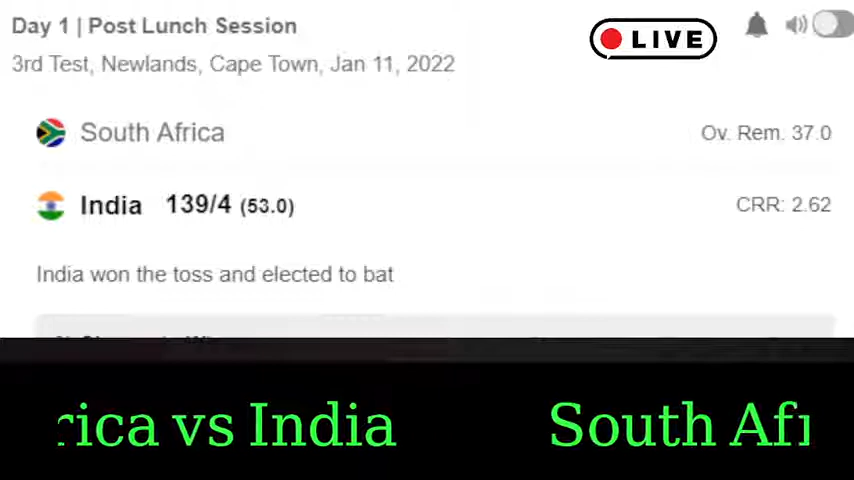 Day 1 | Post Lunch Session
LIVE
3rd Test, Newlands, Cape Town, Jan 11, 2022
South Africa Ov. Rem. 37.0
India 139/4 (53.0) CRR: 2.62
India won the toss and elected to bat
rica vs India South Afr